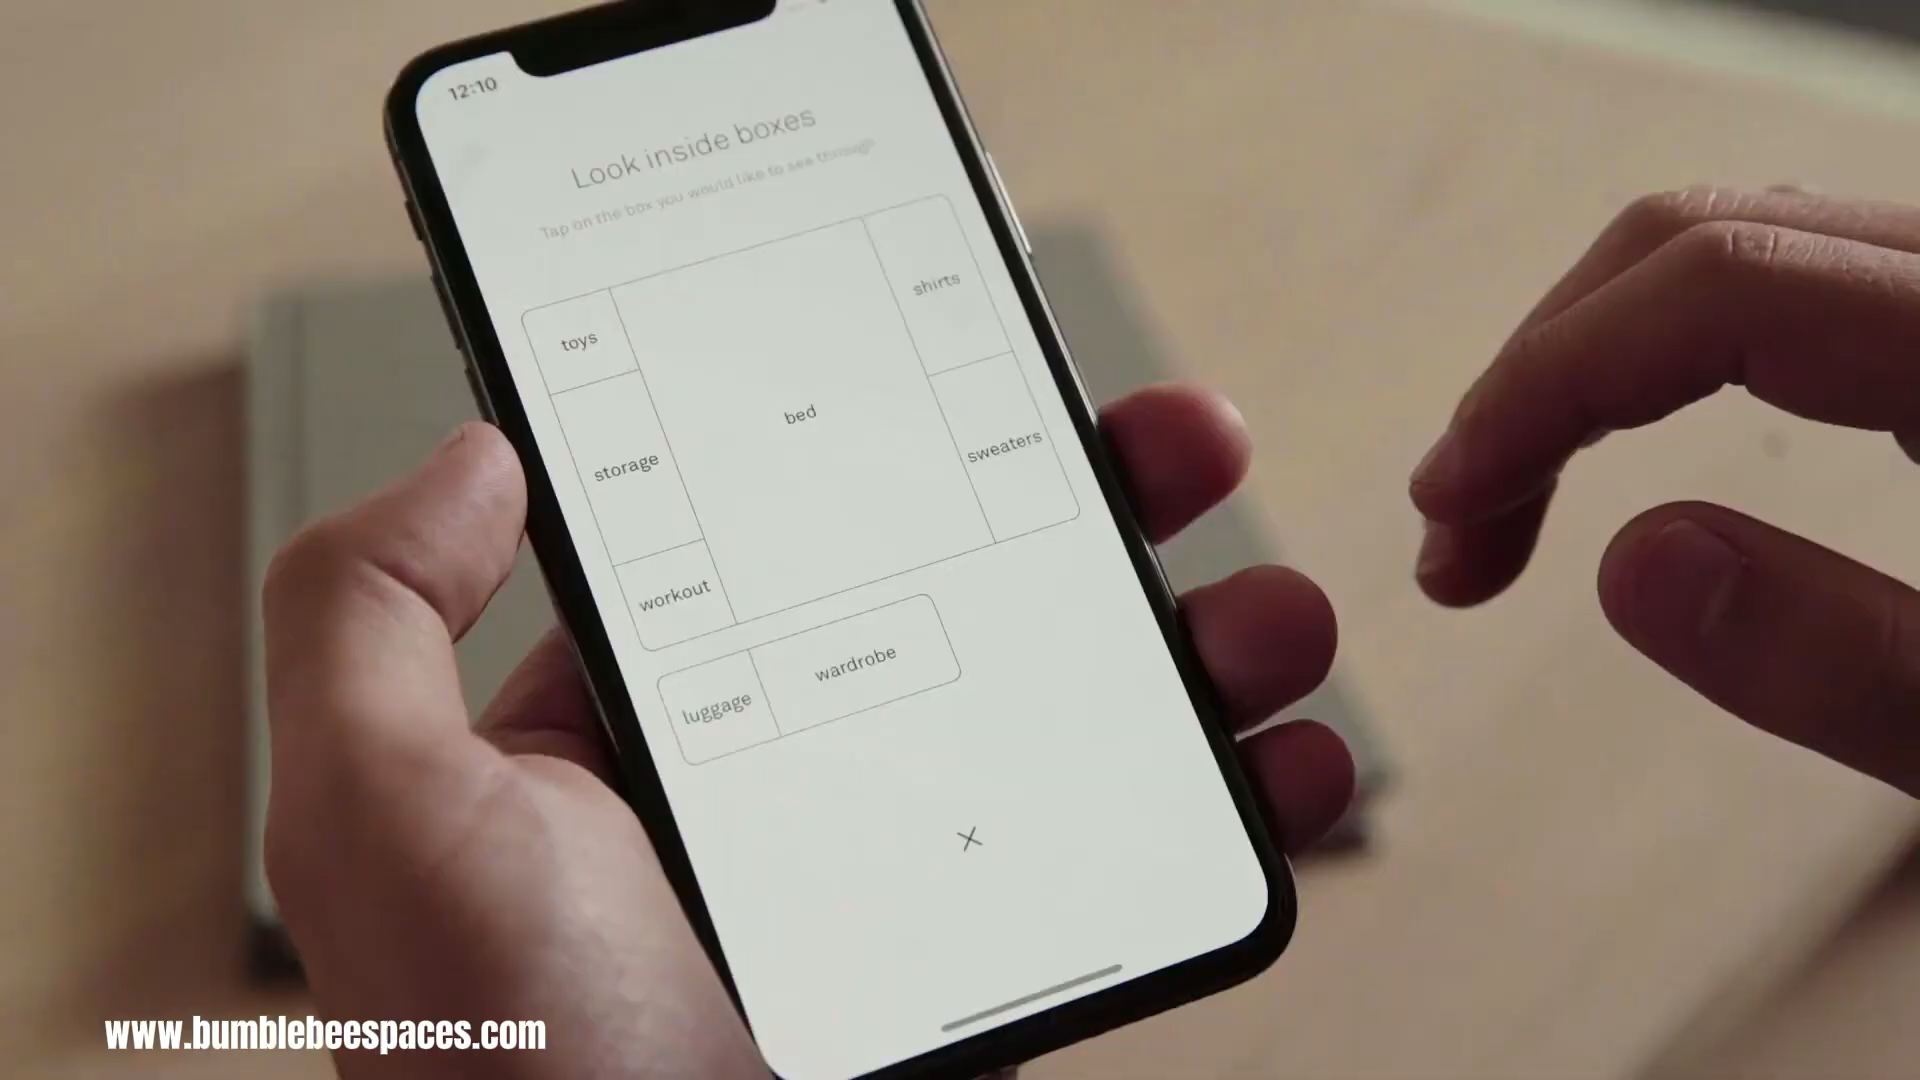 12:10
Look inside boxes
Tap on the box you would like to see through
toys
shirts
bed
storage
sweaters
workout
luggage
wardrobe
www.bumblebeespaces.com